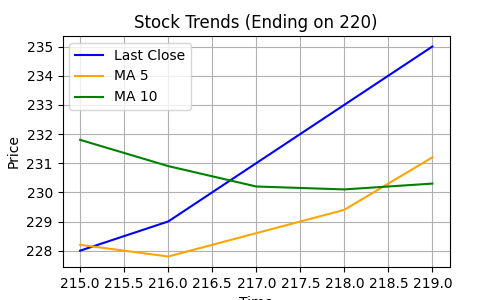 Stock Trends (Ending on 220)
Last Close
MA 5
MA 10
Price
235
234
233
232
231
230
229
228
215.0 215.5 216.0 216.5 217.0 217.5 218.0 218.5 219.0
Time